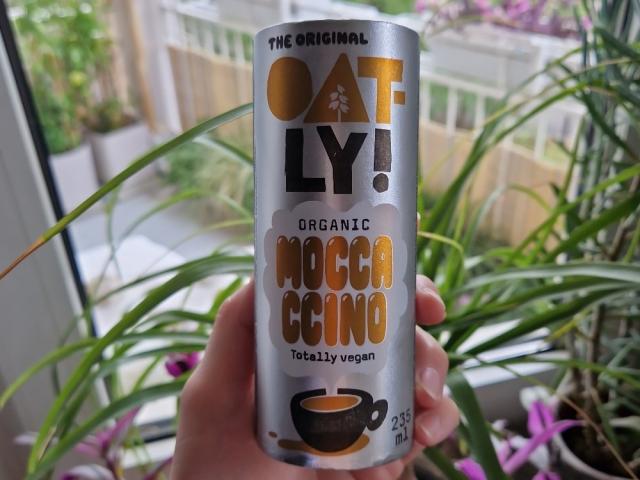 THE ORIGINAL
OAT-
LY!
ORGANIC
MOCCA
CCINO
Totally vegan
235
ml